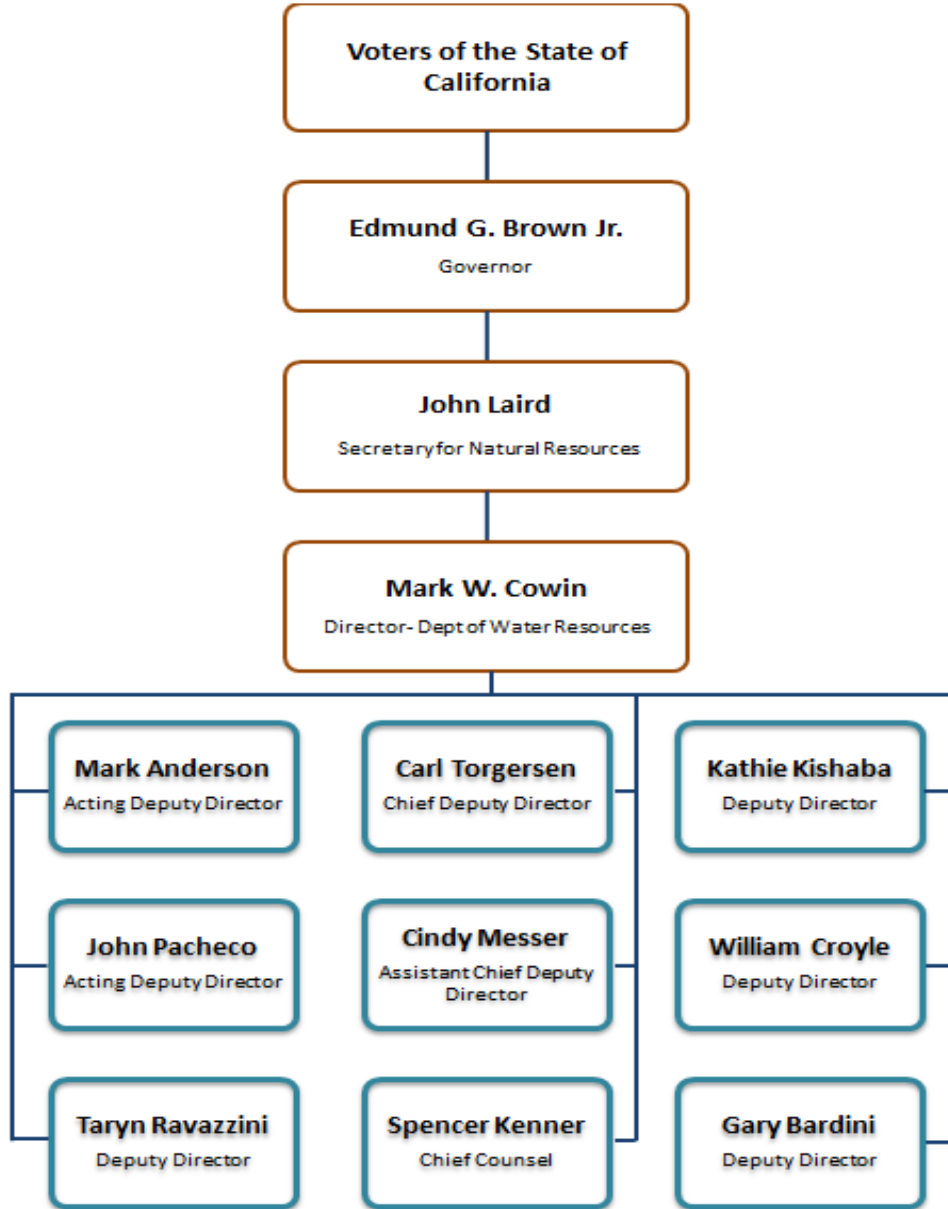 Voters of the State of
California
Edmund G. Brown Jr.
Governor
John Laird
Secretary for Natural Resources
Mark W. Cowin
Director- Dept of Water Resources
Mark Anderson
Acting Deputy Director
Carl Torgersen
Chief Deputy Director
Kathie Kishaba
Deputy Director
John Pacheco
Acting Deputy Director
Cindy Messer
Assistant Chief Deputy
Director
William Croyle
Deputy Director
Taryn Ravazzini
Deputy Director
Spencer Kenner
Chief Counsel
Gary Bardini
Deputy Director